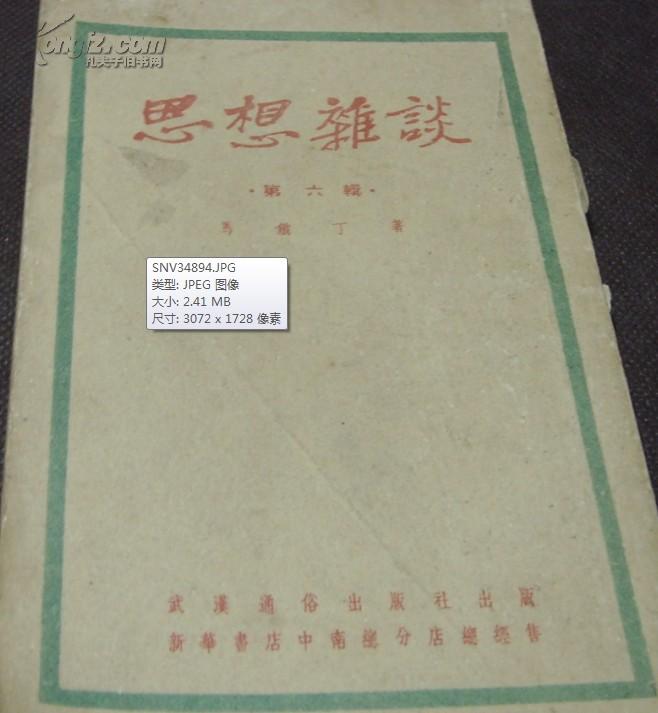 Kongfz.com
孔夫子旧书网
思想雜談
·第六輯·
馬鐵丁著
SNV34894.JPG
类型: JPEG 图像
大小: 2.41 MB
尺寸: 3072 x 1728 像素
武漢通俗出版社出版
新華書店中南總分店總經售